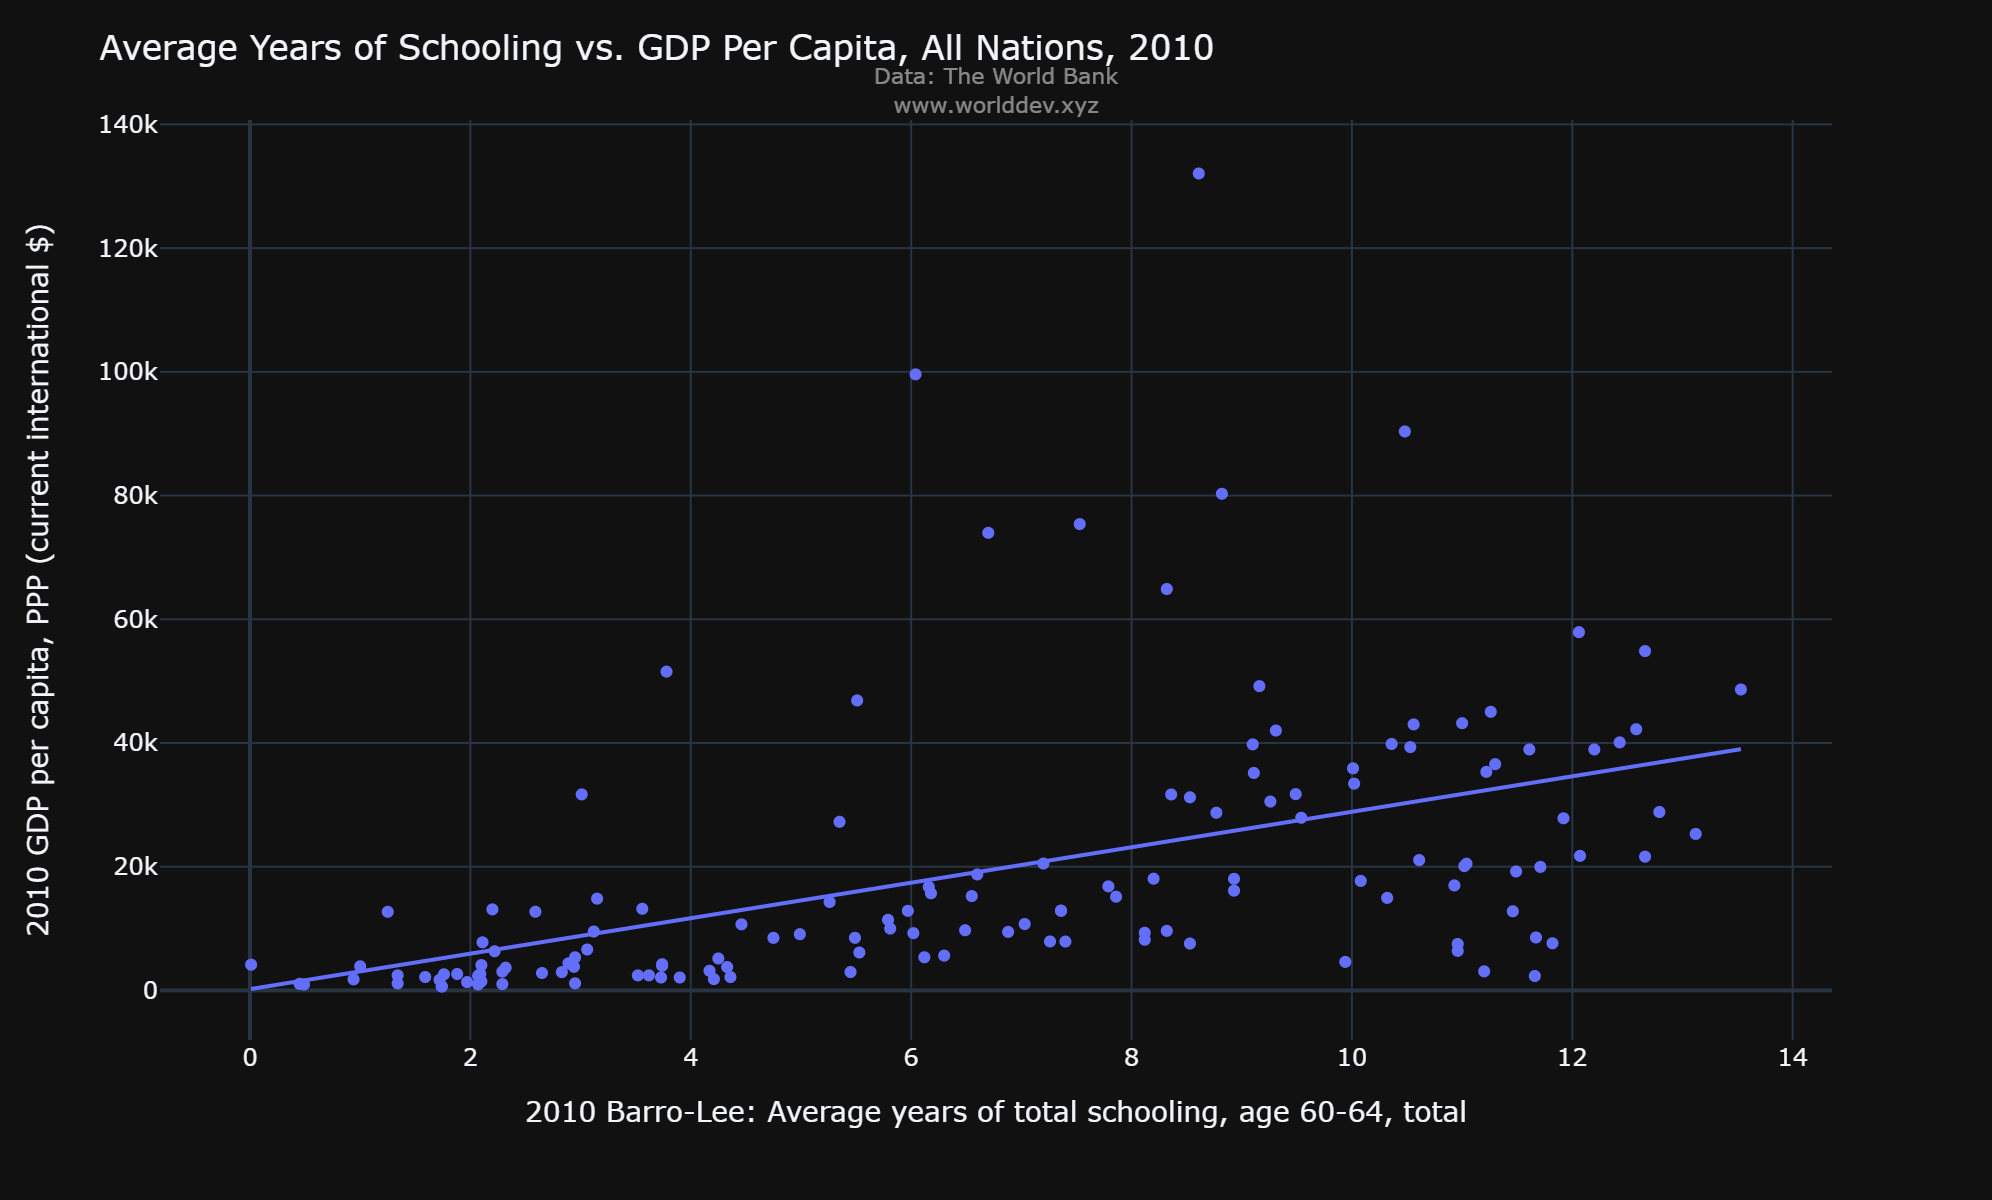 Average Years of Schooling vs. GDP Per Capita, All Nations, 2010
Data: The World Bank
www.worlddev.xyz
2010 GDP per capita, PPP (current international $)
140k
120k
100k
80k
60k
40k
20k
0
0 2 4 6 8 10 12 14
2010 Barro-Lee: Average years of total schooling, age 60-64, total